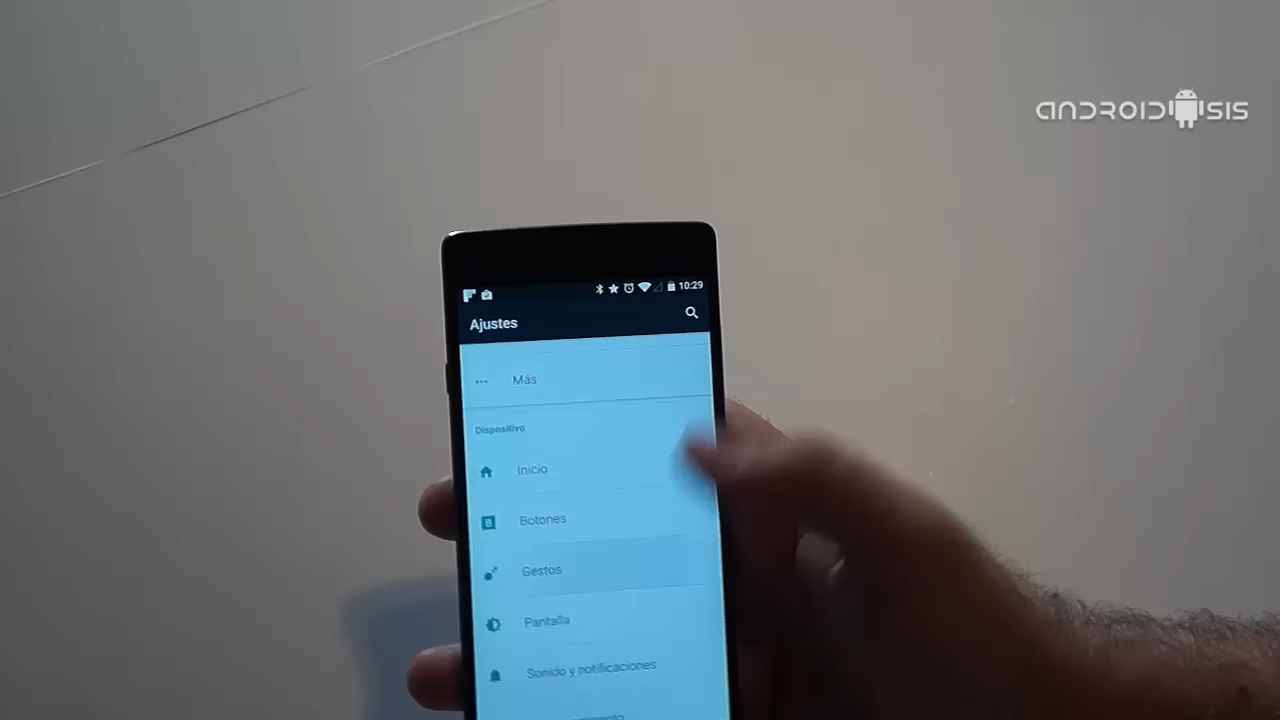 ANDROIDSIS
10:29
Ajustes
Más
Dispositivo
Inicio
Botones
Gestos
Pantalla
Sonido y notificaciones